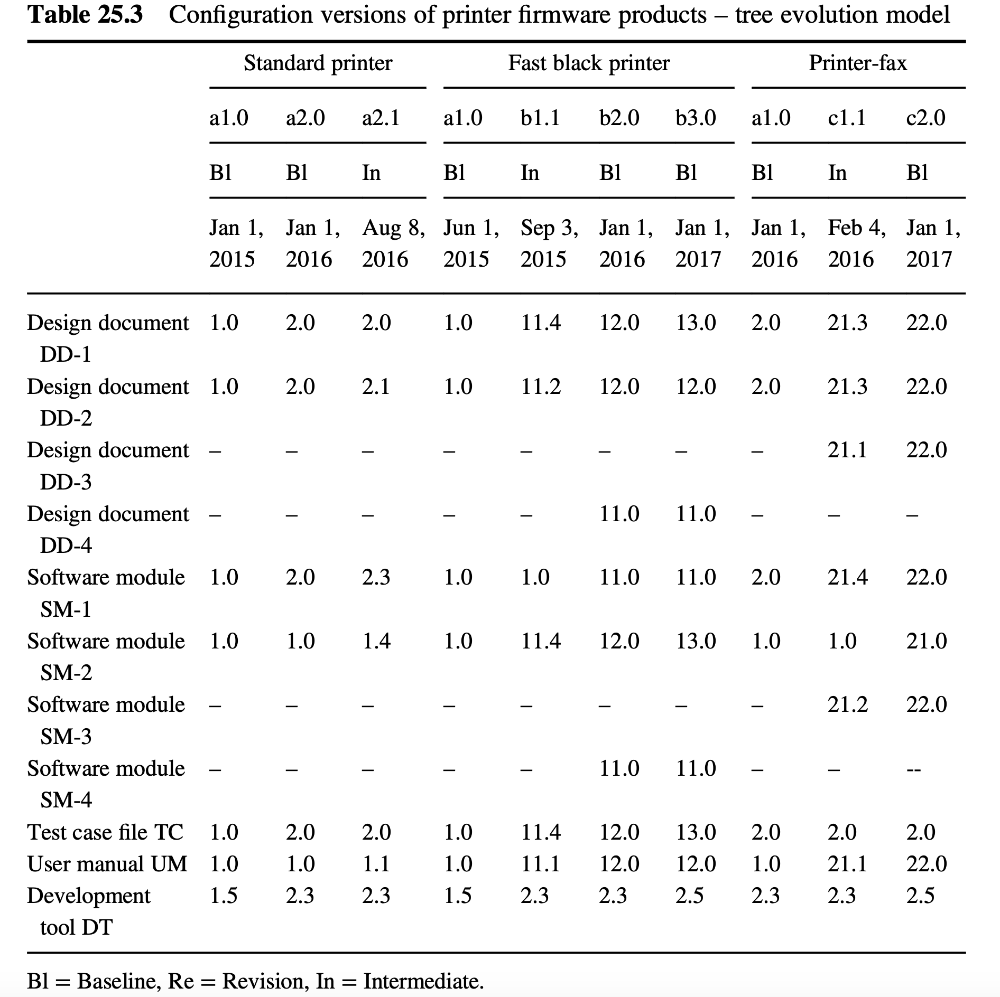 Table 25.3 Configuration versions of printer firmware products – tree evolution model
Standard printer Fast black printer Printer-fax
a1.0 a2.0 a2.1 a1.0 b1.1 b2.0 b3.0 a1.0 c1.1 c2.0
Bl Bl In Bl In Bl Bl Bl In Bl
Jan 1, Jan 1, Aug 8, Jun 1, Sep 3, Jan 1, Jan 1, Jan 1, Feb 4, Jan 1,
2015 2016 2016 2015 2015 2016 2017 2016 2016 2017
Design document 1.0 2.0 2.0 1.0 11.4 12.0 13.0 2.0 21.3 22.0
DD-1
Design document 1.0 2.0 2.1 1.0 11.2 12.0 12.0 2.0 21.3 22.0
DD-2
Design document – – – – – – – – 21.1 22.0
DD-3
Design document – – – – – 11.0 11.0 – – –
DD-4
Software module 1.0 2.0 2.3 1.0 1.0 11.0 11.0 2.0 21.4 22.0
SM-1
Software module 1.0 1.0 1.4 1.0 11.4 12.0 13.0 1.0 1.0 21.0
SM-2
Software module – – – – – – – – 21.2 22.0
SM-3
Software module – – – – – 11.0 11.0 – – --
SM-4
Test case file TC 1.0 2.0 2.0 1.0 11.4 12.0 13.0 2.0 2.0 2.0
User manual UM 1.0 1.0 1.1 1.0 11.1 12.0 12.0 1.0 21.1 22.0
Development 1.5 2.3 2.3 1.5 2.3 2.3 2.5 2.3 2.3 2.5
tool DT
Bl = Baseline, Re = Revision, In = Intermediate.